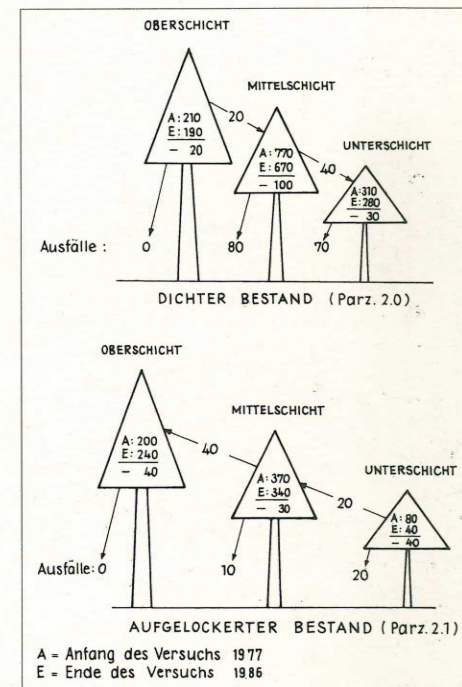 OBERSCHICHT
A: 210
E: 190
– 20
20
MITTELSCHICHT
A: 770
E: 670
– 100
40
UNTERSCHICHT
A: 310
E: 280
– 30
Ausfälle : 0 80 70
DICHTER BESTAND (Parz. 2.0)
OBERSCHICHT
A: 200
E: 240
– 40
40
MITTELSCHICHT
A: 370
E: 340
– 30
20
UNTERSCHICHT
A: 80
E: 40
– 40
Ausfälle: 0 10 20
AUFGELOCKERTER BESTAND (Parz. 2.1)
A = Anfang des Versuchs 1977
E = Ende des Versuchs 1986